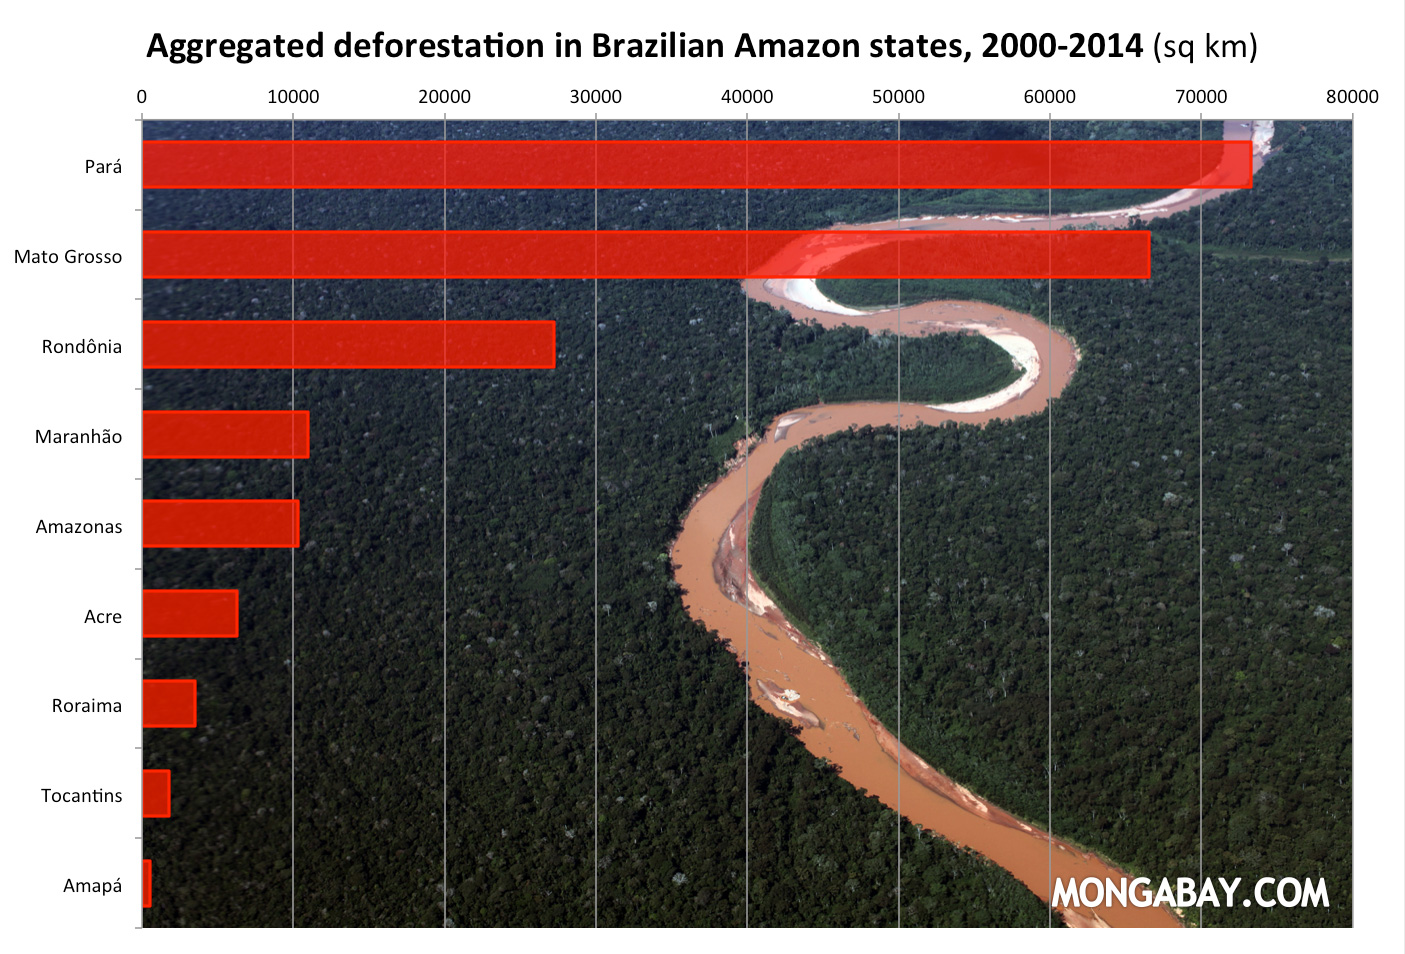 Aggregated deforestation in Brazilian Amazon states, 2000-2014 (sq km)
0 10000 20000 30000 40000 50000 60000 70000 80000
Pará
Mato Grosso
Rondônia
Maranhão
Amazonas
Acre
Roraima
Tocantins
Amapá
MONGABAY.COM